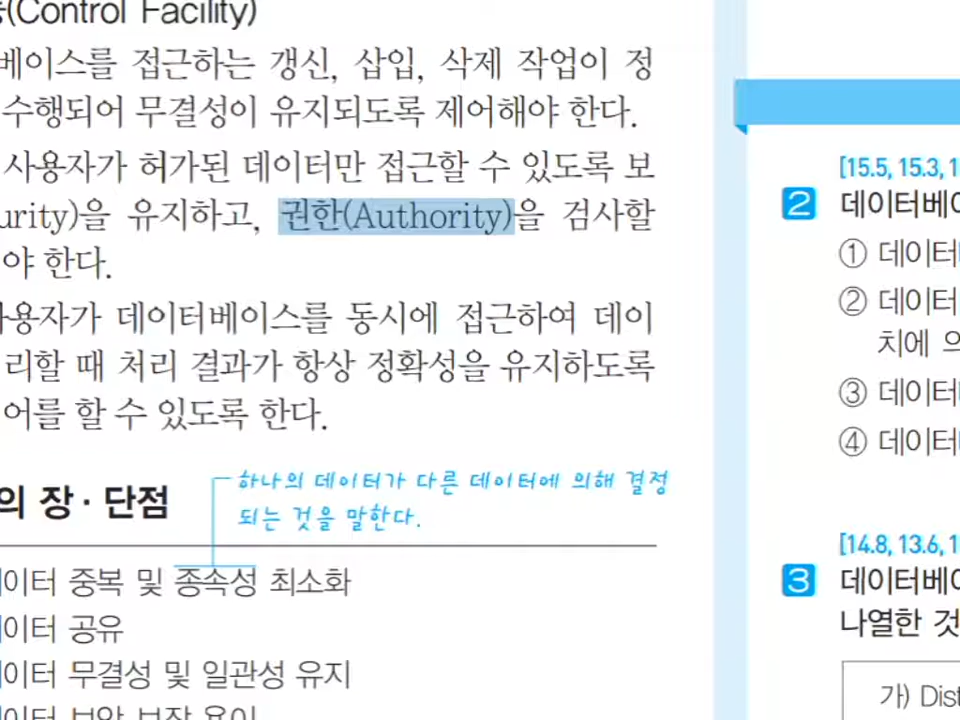 (Control Facility)
베이스를 접근하는 갱신, 삽입, 삭제 작업이 정
수행되어 무결성이 유지되도록 제어해야 한다.
사용자가 허가된 데이터만 접근할 수 있도록 보
urity)을 유지하고, 권한(Authority)을 검사할
야 한다.
사용자가 데이터베이스를 동시에 접근하여 데이
리할 때 처리 결과가 항상 정확성을 유지하도록
어를 할 수 있도록 한다.
의 장·단점
하나의 데이터가 다른 데이터에 의해 결정
되는 것을 말한다.
이터 중복 및 종속성 최소화
이터 공유
이터 무결성 및 일관성 유지
[15.5, 15.3, 1
2 데이터베이
① 데이터
② 데이터
치에 의
③ 데이터
④ 데이터
[14.8, 13.6, 1
3 데이터베이
나열한 것
가) Dist